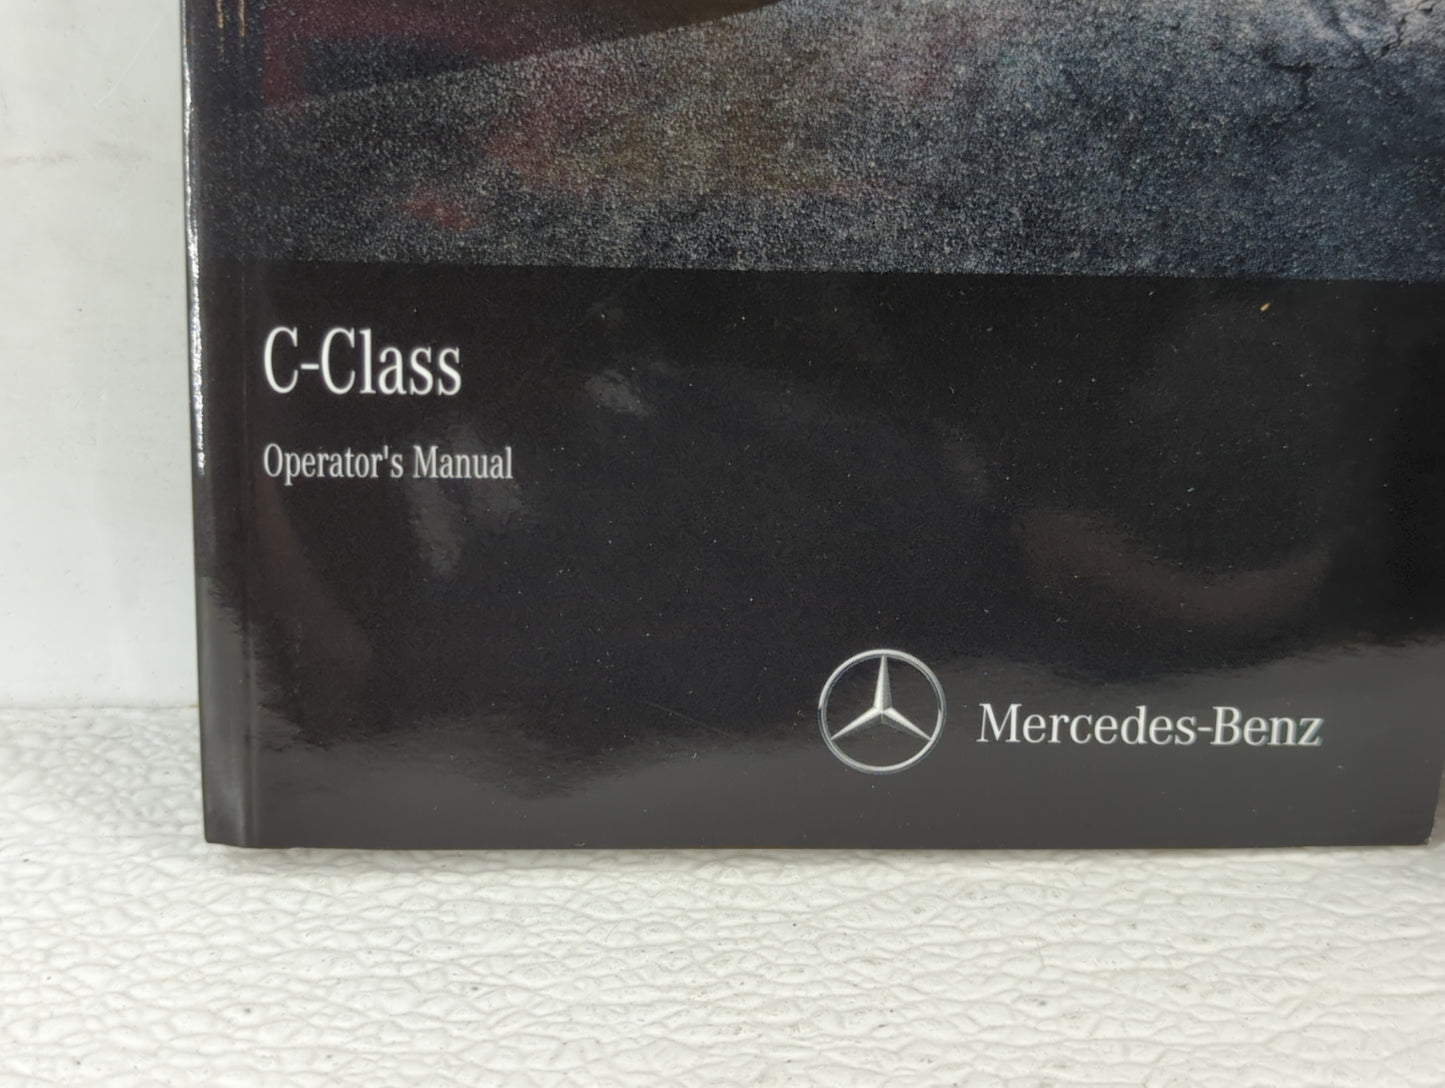 C-Class
Operator's Manual
Mercedes-Benz